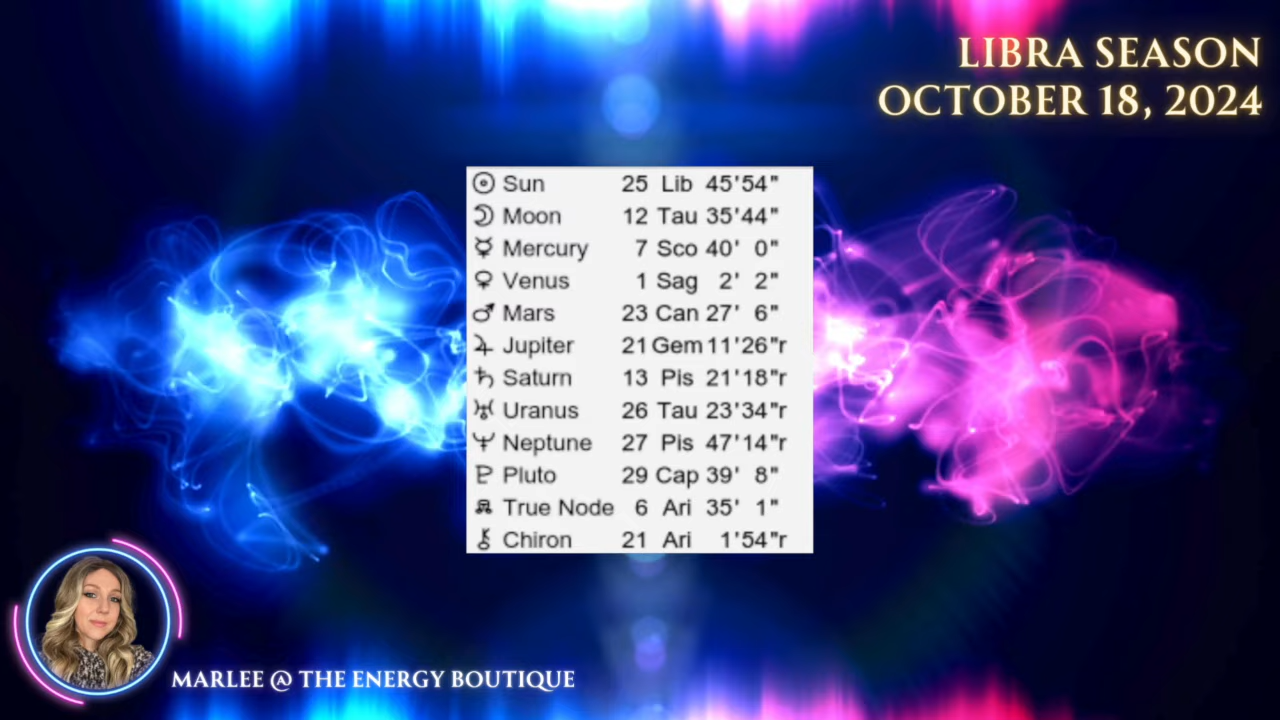 LIBRA SEASON
OCTOBER 18, 2024
Sun 25 Lib 45'54"
Moon 12 Tau 35'44"
Mercury 7 Sco 40' 0"
Venus 1 Sag 2' 2"
Mars 23 Can 27' 6"
Jupiter 21 Gem 11'26"r
Saturn 13 Pis 21'18"r
Uranus 26 Tau 23'34"r
Neptune 27 Pis 47'14"r
Pluto 29 Cap 39' 8"
True Node 6 Ari 35' 1"
Chiron 21 Ari 1'54"r
MARLEE @ THE ENERGY BOUTIQUE